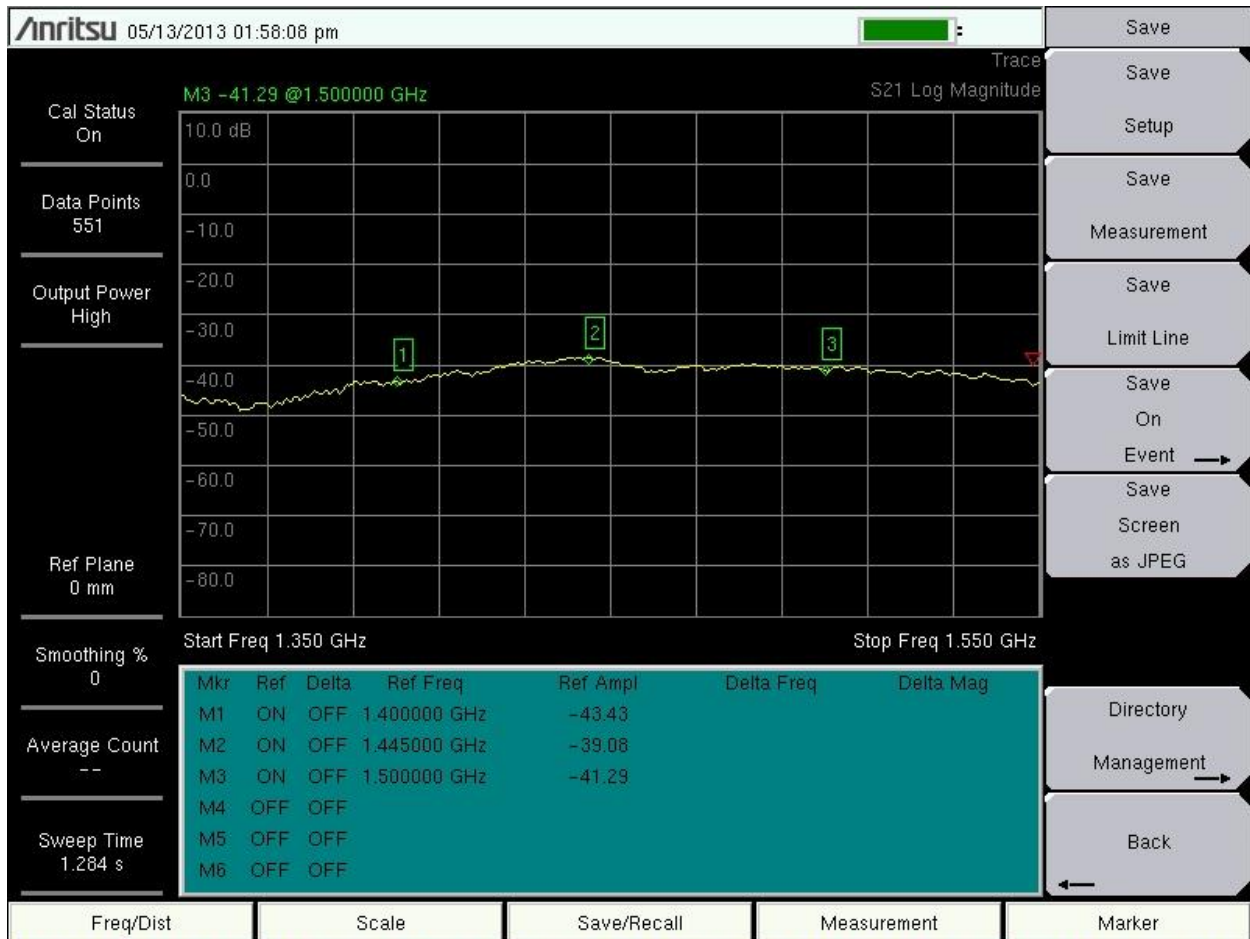 Anritsu 05/13/2013 01:58:08 pm
Trace
M3 -41.29 @1.500000 GHz
S21 Log Magnitude
Cal Status
On
Data Points
551
Output Power
High
Ref Plane
0 mm
Smoothing %
0
Average Count
--
Sweep Time
1.284 s
10.0 dB
0.0
-10.0
-20.0
-30.0
-40.0
-50.0
-60.0
-70.0
-80.0
1
2
3
Start Freq 1.350 GHz
Stop Freq 1.550 GHz
Mkr Ref Delta Ref Freq Ref Ampl Delta Freq Delta Mag
M1 ON OFF 1.400000 GHz -43.43
M2 ON OFF 1.445000 GHz -39.08
M3 ON OFF 1.500000 GHz -41.29
M4 OFF OFF
M5 OFF OFF
M6 OFF OFF
Save
Save
Setup
Save
Measurement
Save
Limit Line
Save
On
Event
Save
Screen
as JPEG
Directory
Management
Back
Freq/Dist
Scale
Save/Recall
Measurement
Marker